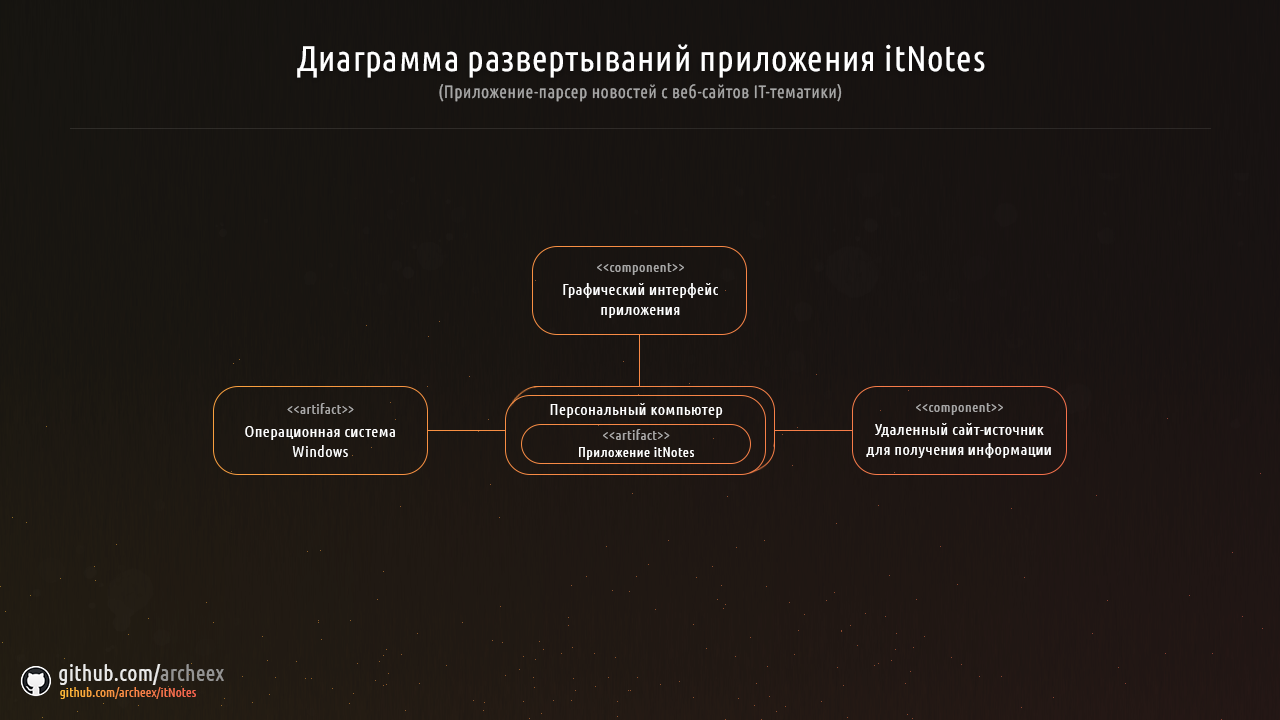 Диаграмма развертываний приложения itNotes
(Приложение-парсер новостей с веб-сайтов IT-тематики)
<<component>>
Графический интерфейс
приложения
<<artifact>>
Операционная система
Windows
Персональный компьютер
<<artifact>>
Приложение itNotes
<<component>>
Удаленный сайт-источник
для получения информации
github.com/archeex
github.com/archeex/itNotes